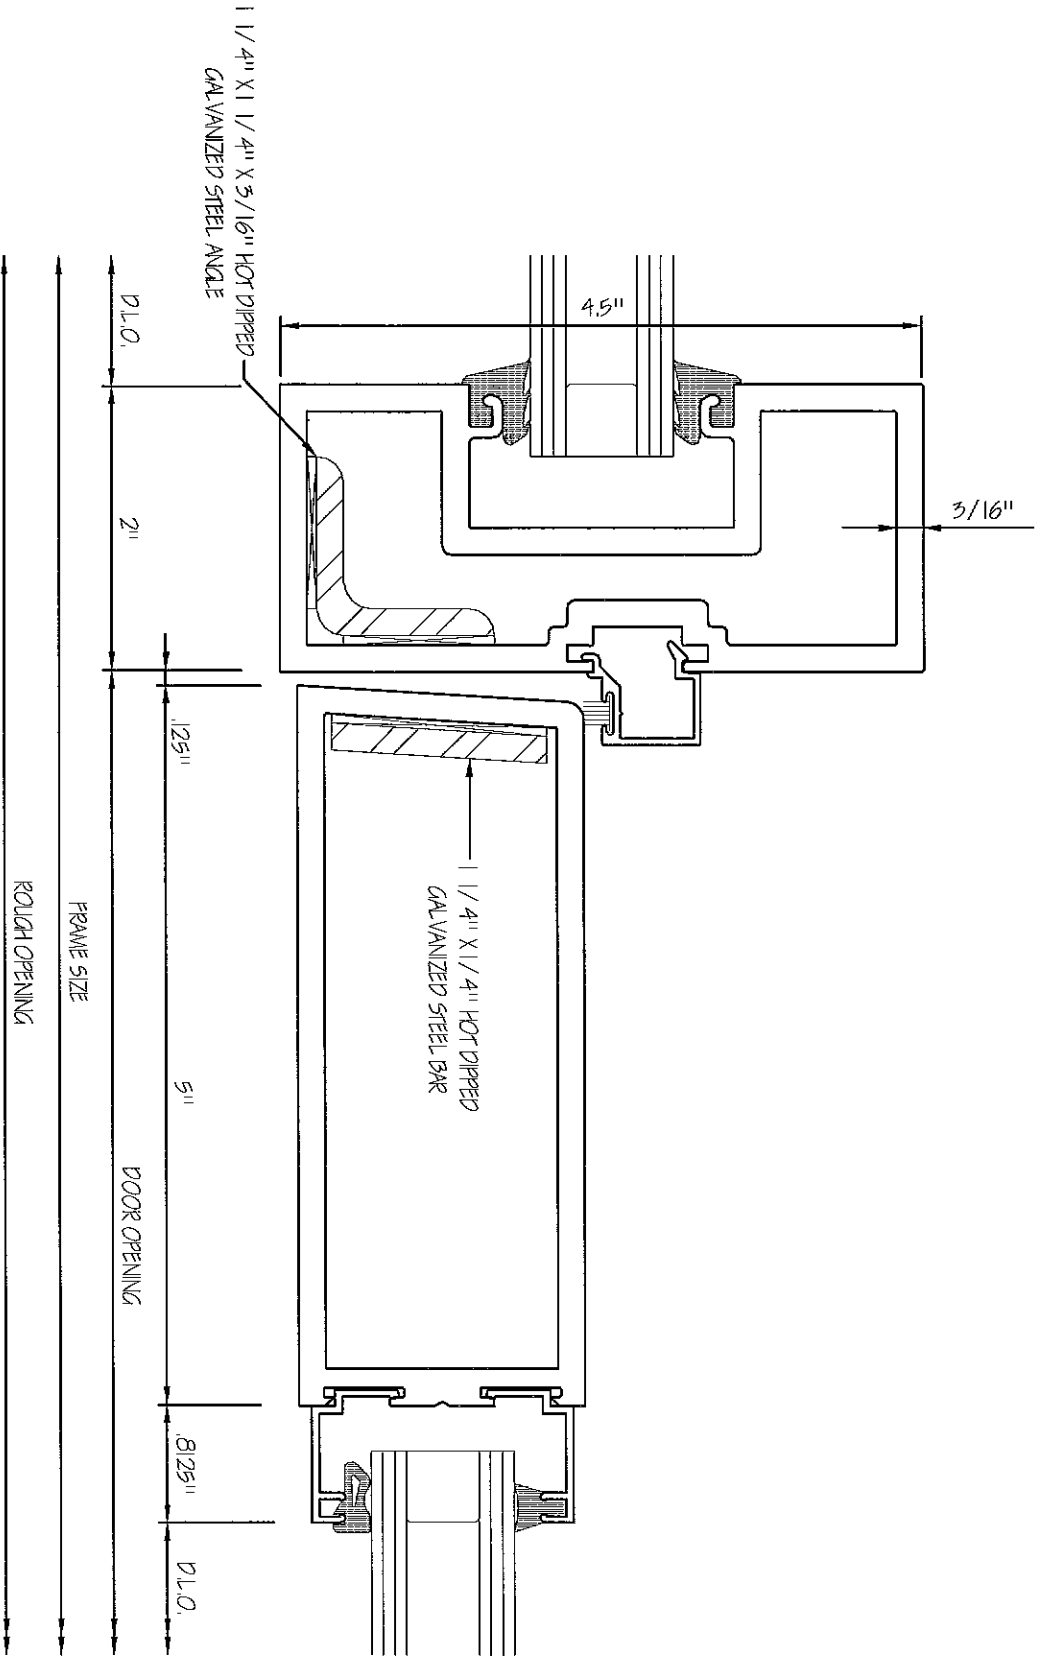 1 1/4" X 1 1/4" X 3/16" HOT DIPPED
GALVANIZED STEEL ANGLE
4.5"
3/16"
D.L.O.
2"
.125"
1 1/4" X 1/4" HOT DIPPED
GALVANIZED STEEL BAR
5"
DOOR OPENING
FRAME SIZE
ROUGH OPENING
.8125"
D.L.O.